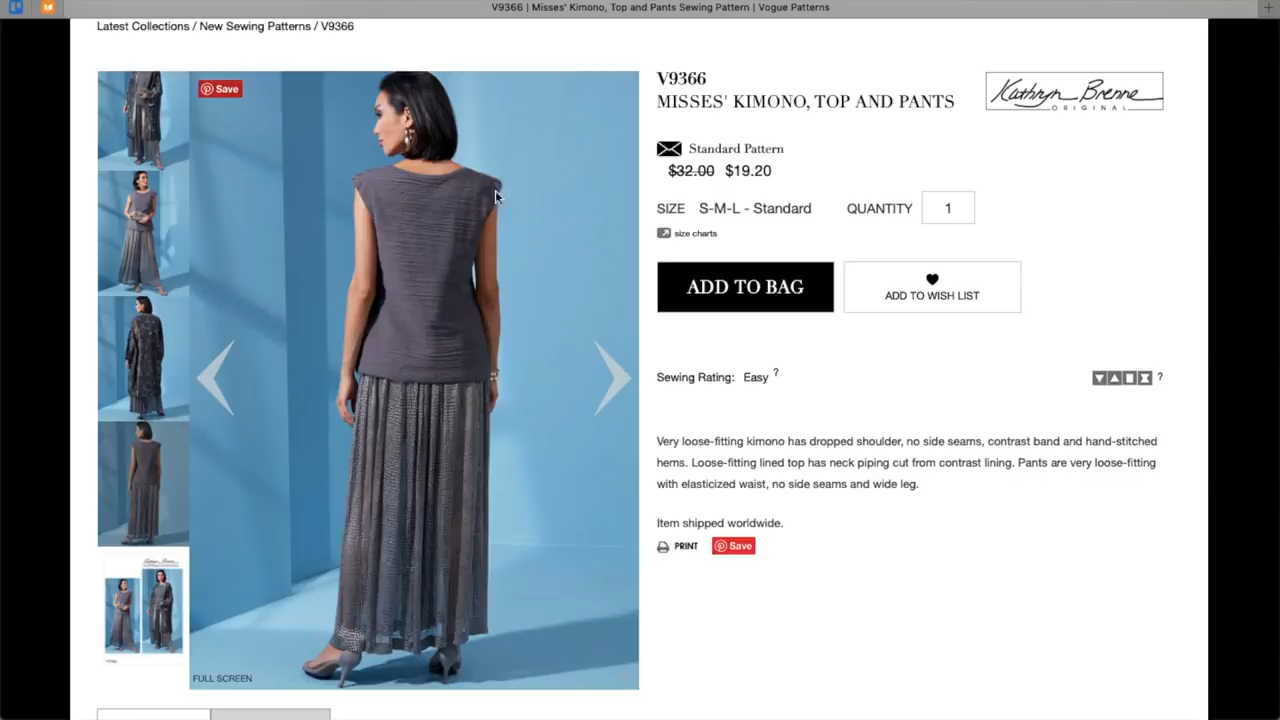 V9366 | Misses' Kimono, Top and Pants Sewing Pattern | Vogue Patterns
Latest Collections / New Sewing Patterns / V9366
Save
V9366
MISSES' KIMONO, TOP AND PANTS
Kathryn Brenne
ORIGINAL
Standard Pattern
$32.00 $19.20
SIZE S-M-L - Standard QUANTITY 1
size charts
ADD TO BAG
ADD TO WISH LIST
Sewing Rating: Easy ?
?
Very loose-fitting kimono has dropped shoulder, no side seams, contrast band and hand-stitched
hems. Loose-fitting lined top has neck piping cut from contrast lining. Pants are very loose-fitting
with elasticized waist, no side seams and wide leg.
Item shipped worldwide.
PRINT Save
FULL SCREEN